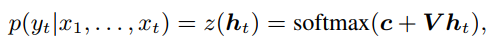 p(y_t|x_1, . . . , x_t) = z(h_t) = softmax(c + V h_t),